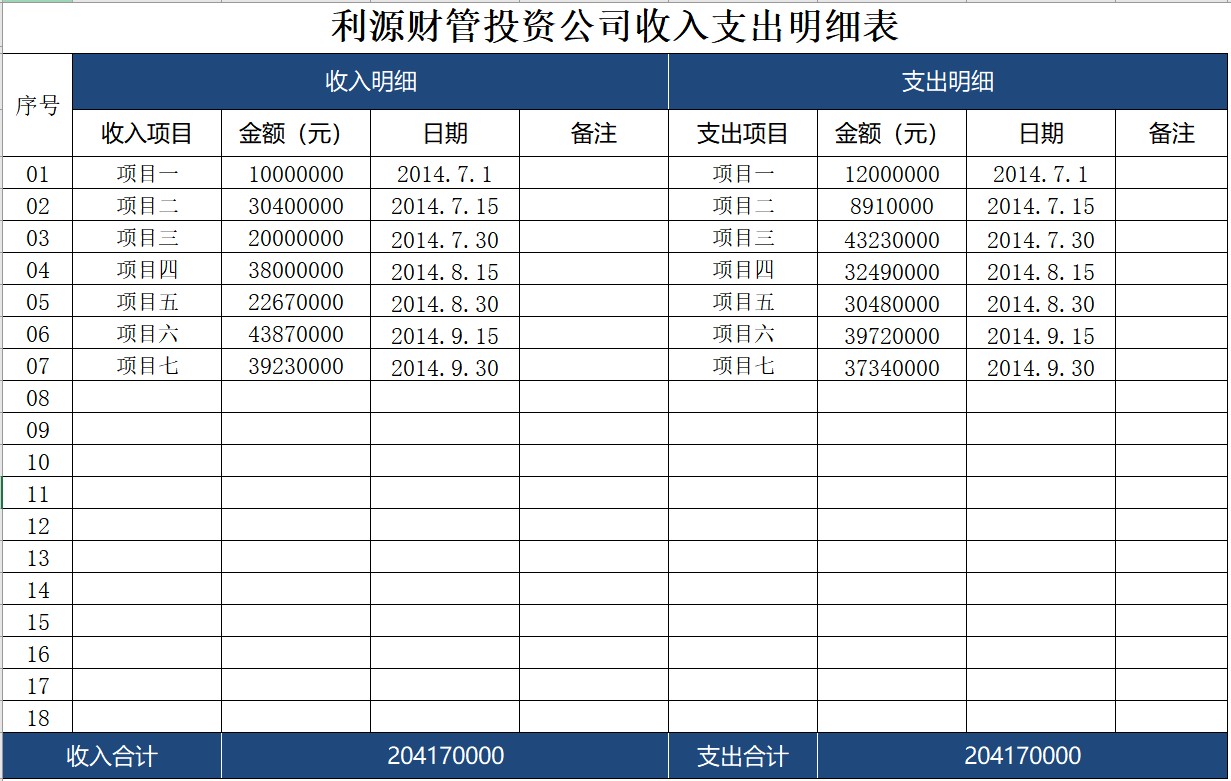 利源财管投资公司收入支出明细表
序号 收入明细 支出明细
收入项目 金额（元） 日期 备注 支出项目 金额（元） 日期 备注
01 项目一 10000000 2014.7.1 项目一 12000000 2014.7.1
02 项目二 30400000 2014.7.15 项目二 8910000 2014.7.15
03 项目三 20000000 2014.7.30 项目三 43230000 2014.7.30
04 项目四 38000000 2014.8.15 项目四 32490000 2014.8.15
05 项目五 22670000 2014.8.30 项目五 30480000 2014.8.30
06 项目六 43870000 2014.9.15 项目六 39720000 2014.9.15
07 项目七 39230000 2014.9.30 项目七 37340000 2014.9.30
08
09
10
11
12
13
14
15
16
17
18
收入合计 204170000 支出合计 204170000